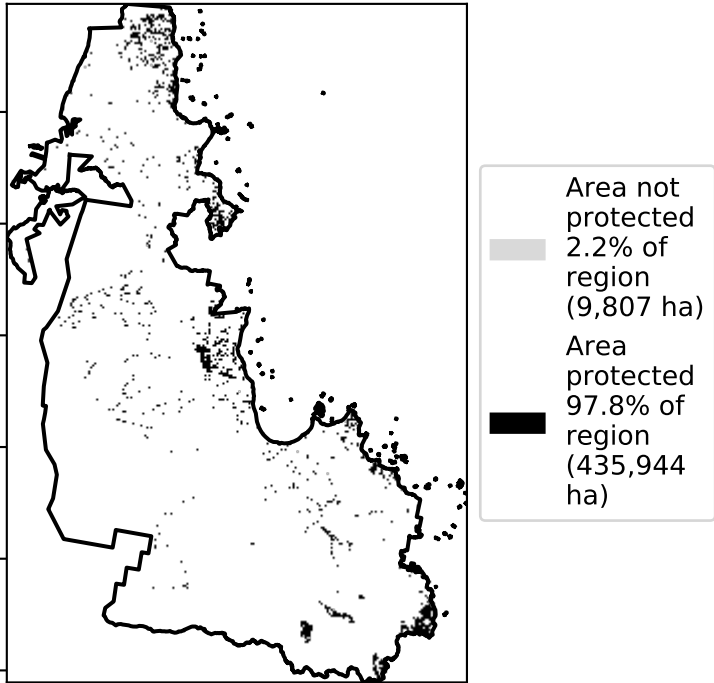 Area not
protected
2.2% of
region
(9,807 ha)
Area
protected
97.8% of
region
(435,944
ha)